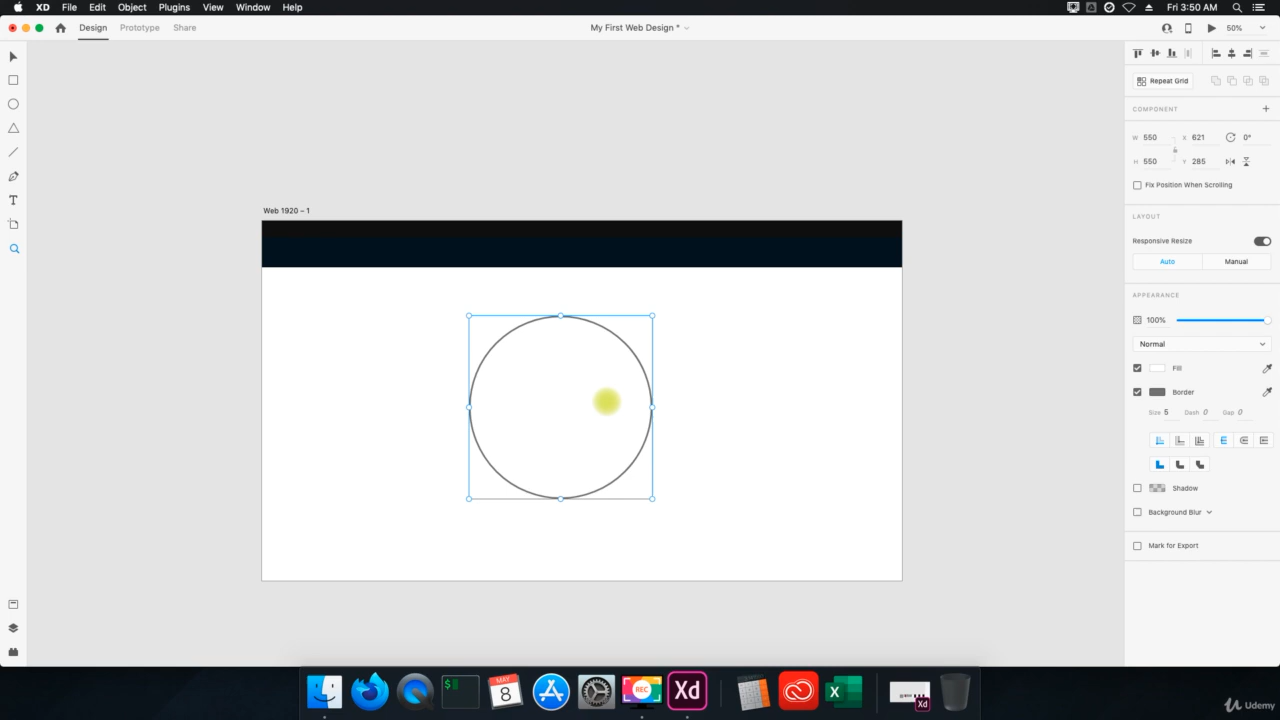 XD File Edit Object Plugins View Window Help Fri 3:50 AM
Design Prototype Share My First Web Design * 50%
Repeat Grid
COMPONENT
W 550 X 621 0°
H 550 Y 285
Fix Position When Scrolling
LAYOUT
Responsive Resize
Auto Manual
APPEARANCE
100%
Normal
Fill
Border
Size 5 Dash 0 Gap 0
Shadow
Background Blur
Mark for Export
Web 1920 – 1
MAY
8
$
REC
Xd
X
Xd
Udemy